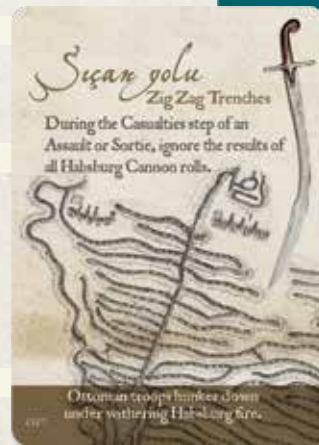 Sıçan yolu
Zig Zag Trenches
During the Casualties step of an
Assault or Sortie, ignore the results of
all Habsburg Cannon rolls.
Ottoman troops hunker down
under withering Habsburg fire.